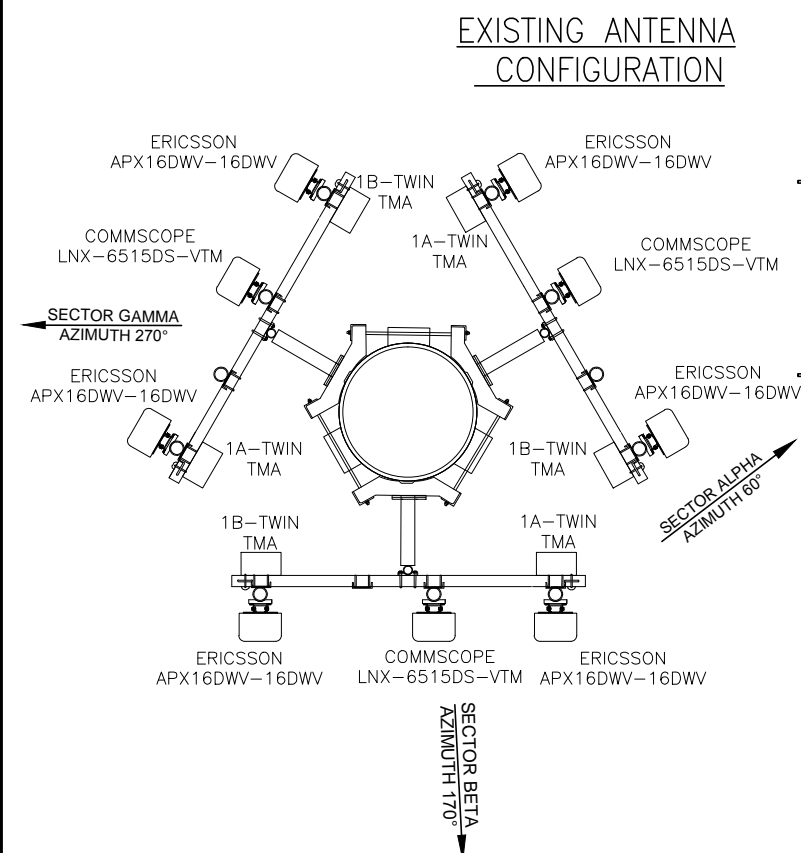 EXISTING ANTENNA
CONFIGURATION
ERICSSON
APX16DWV-16DWV
1B-TWIN
TMA
ERICSSON
APX16DWV-16DWV
1A-TWIN
TMA
COMMSCOPE
LNX-6515DS-VTM
COMMSCOPE
LNX-6515DS-VTM
SECTOR GAMMA
AZIMUTH 270°
ERICSSON
APX16DWV-16DWV
ERICSSON
APX16DWV-16DWV
1A-TWIN
TMA
1B-TWIN
TMA
SECTOR ALPHA
AZIMUTH 60°
1B-TWIN
TMA
1A-TWIN
TMA
ERICSSON
APX16DWV-16DWV
COMMSCOPE
LNX-6515DS-VTM
ERICSSON
APX16DWV-16DWV
SECTOR BETA
AZIMUTH 170°